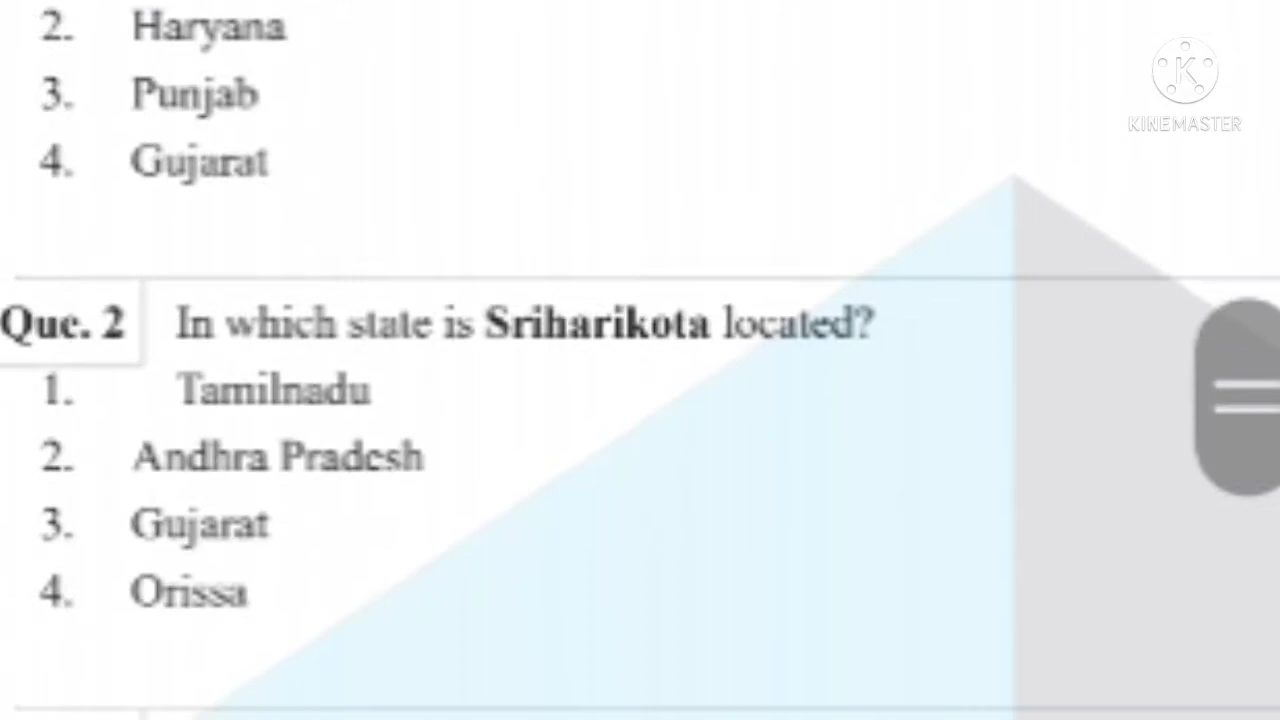 2. Haryana
3. Punjab
4. Gujarat
KINEMASTER
Que. 2 In which state is Sriharikota located?
1. Tamilnadu
2. Andhra Pradesh
3. Gujarat
4. Orissa